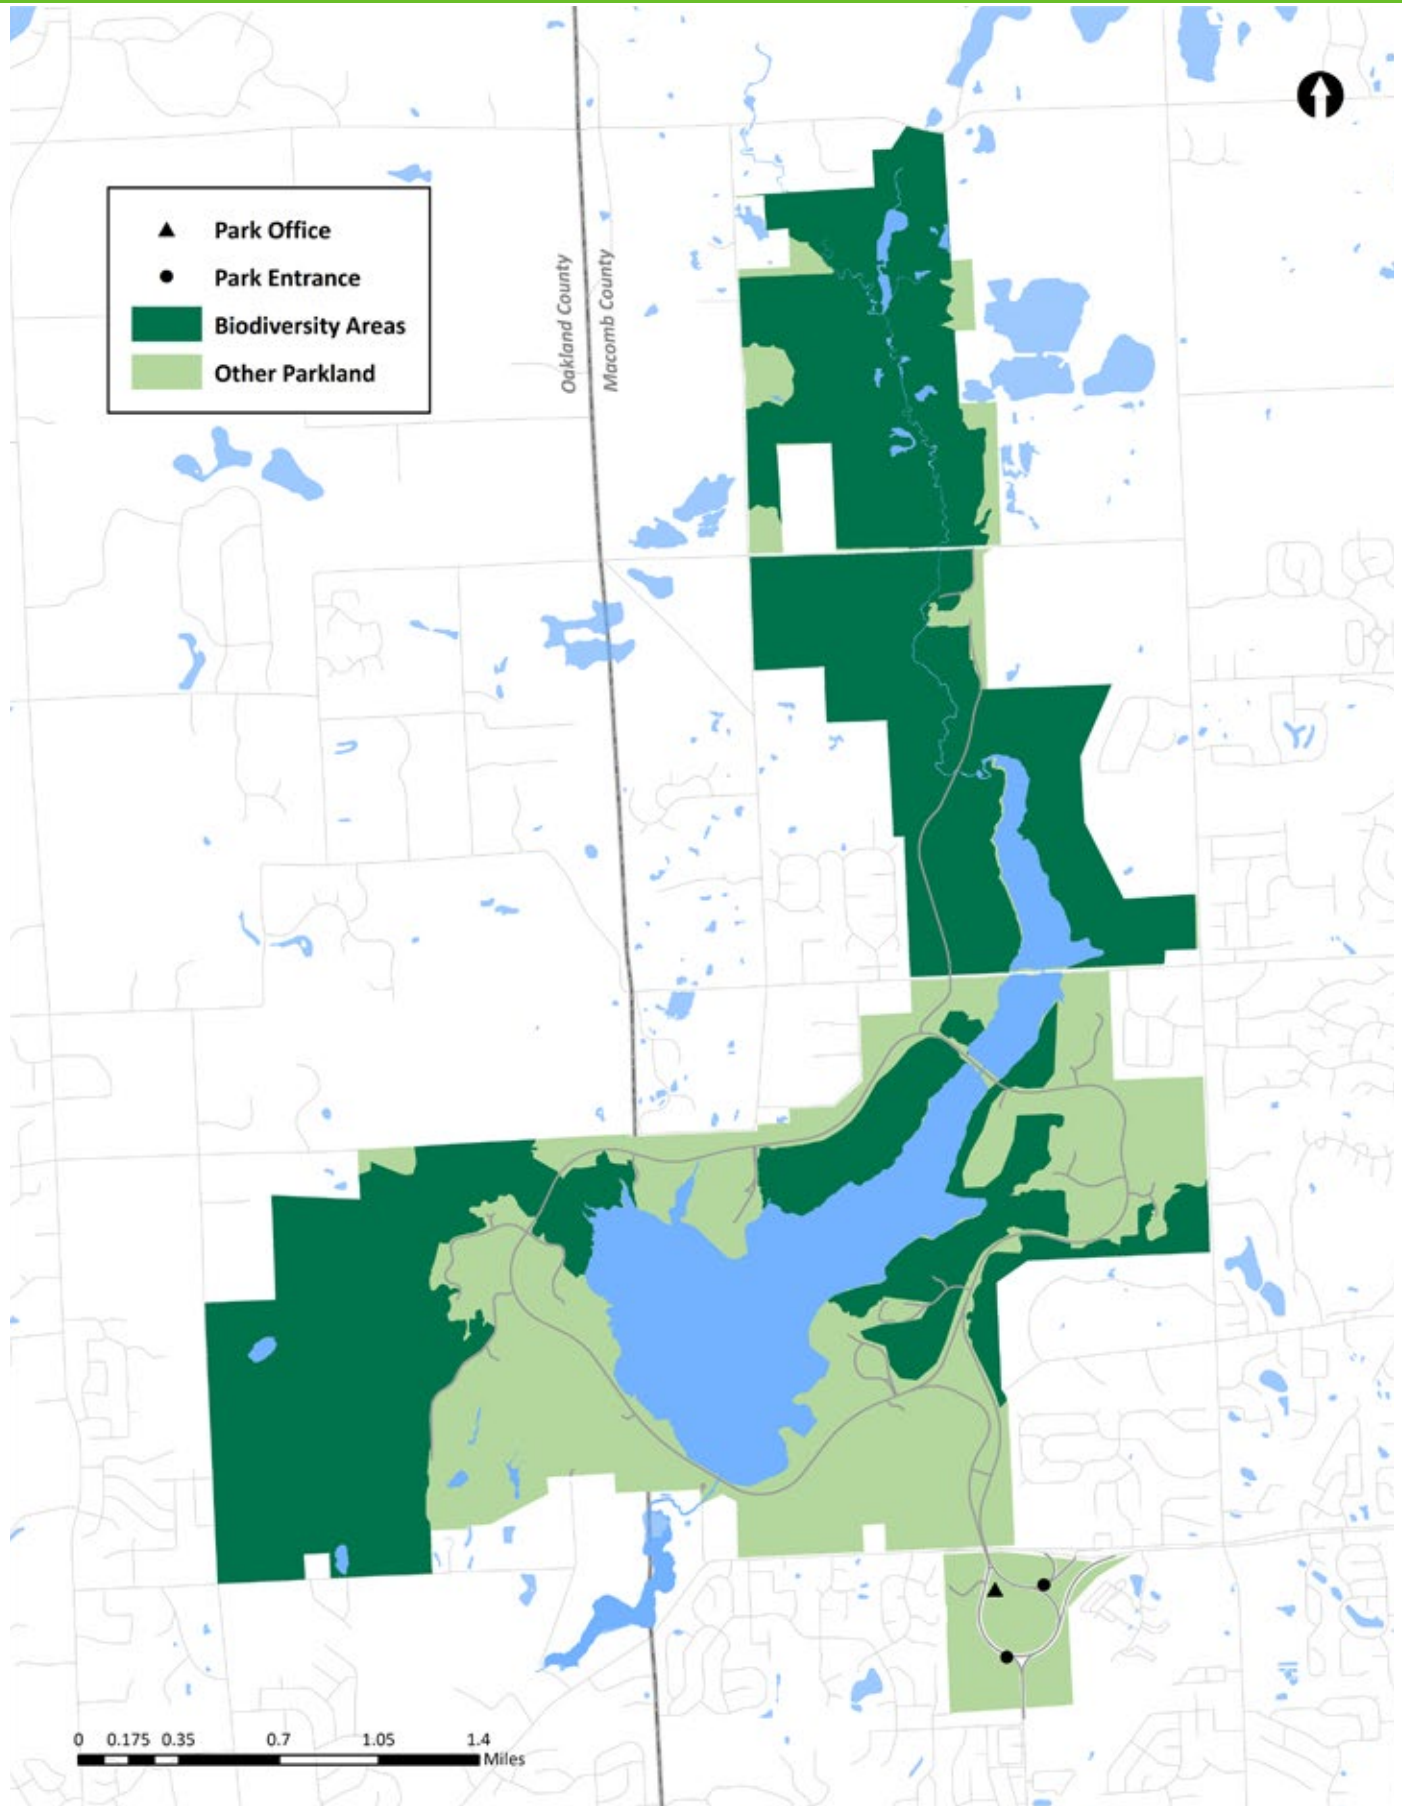 Park Office
Park Entrance
Biodiversity Areas
Other Parkland
Oakland County
Macomb County
0 0.175 0.35 0.7 1.05 1.4
Miles